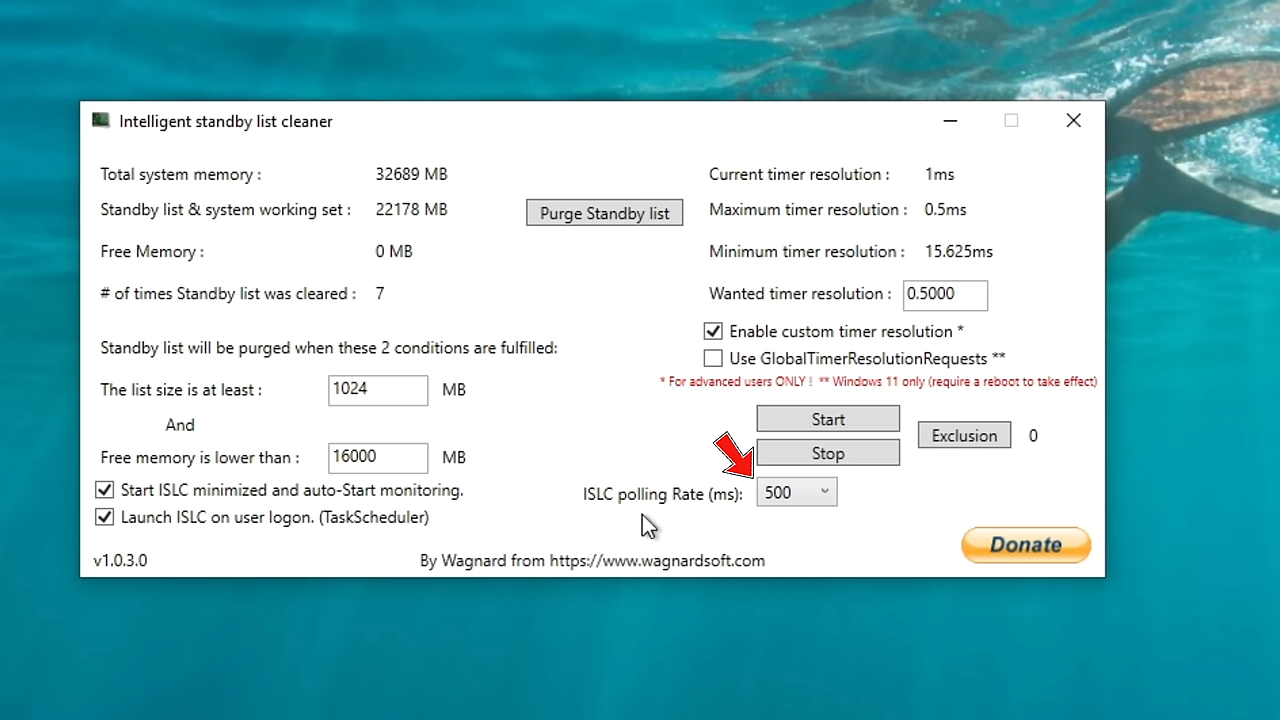 Intelligent standby list cleaner
Total system memory : 32689 MB
Standby list & system working set : 22178 MB
Purge Standby list
Free Memory : 0 MB
# of times Standby list was cleared : 7
Standby list will be purged when these 2 conditions are fulfilled:
The list size is at least : 1024 MB
And
Free memory is lower than : 16000 MB
Start ISLC minimized and auto-Start monitoring.
Launch ISLC on user logon. (TaskScheduler)
Current timer resolution : 1ms
Maximum timer resolution : 0.5ms
Minimum timer resolution : 15.625ms
Wanted timer resolution : 0.5000
Enable custom timer resolution *
Use GlobalTimerResolutionRequests **
* For advanced users ONLY ! ** Windows 11 only (require a reboot to take effect)
Start
Stop
Exclusion 0
ISLC polling Rate (ms): 500
Donate
v1.0.3.0
By Wagnard from https://www.wagnardsoft.com